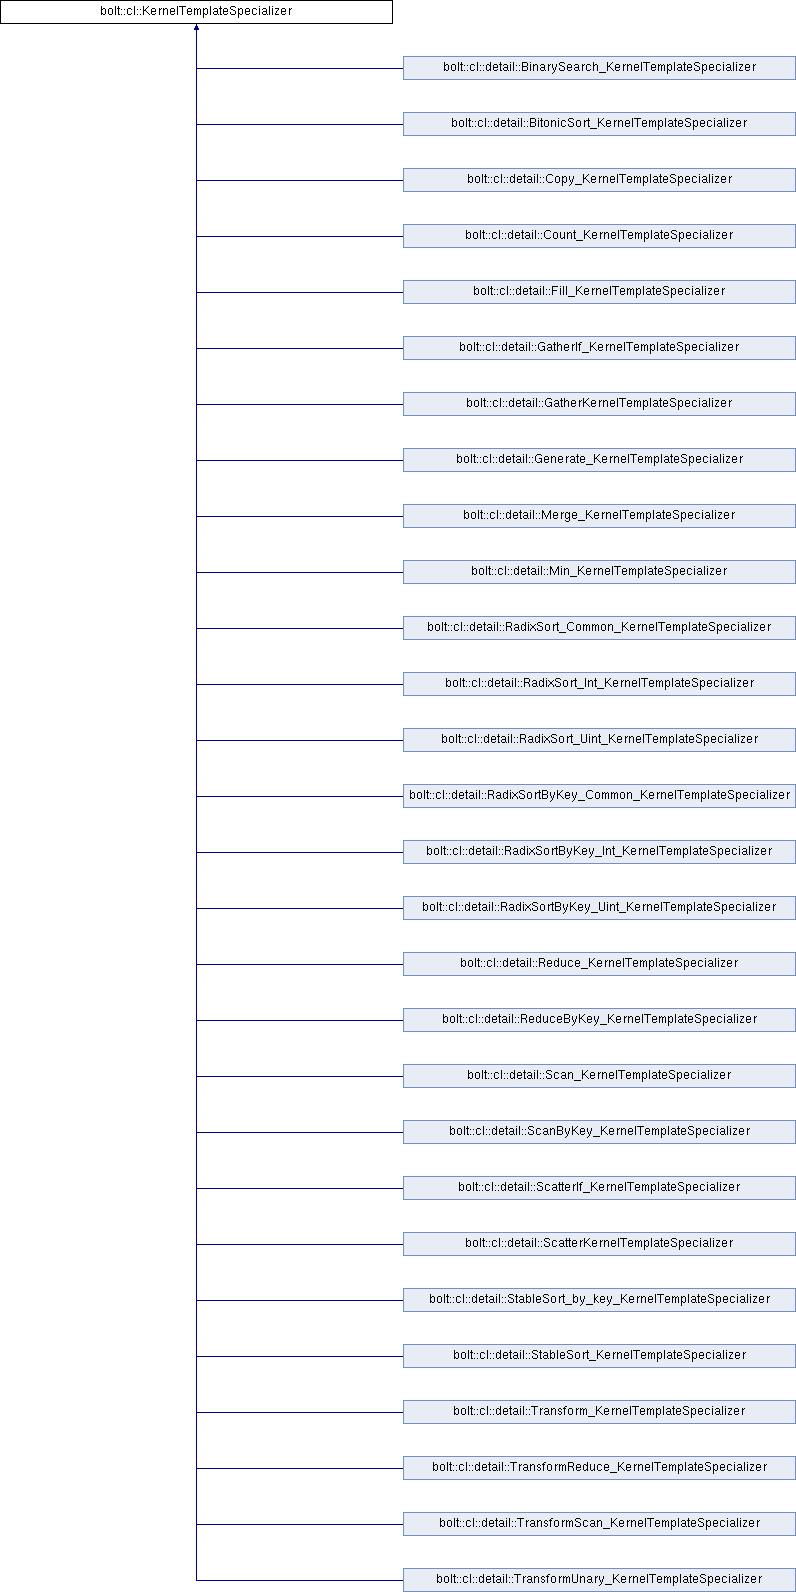 bolt::cl::KernelTemplateSpecializer
bolt::cl::detail::BinarySearch_KernelTemplateSpecializer
bolt::cl::detail::BitonicSort_KernelTemplateSpecializer
bolt::cl::detail::Copy_KernelTemplateSpecializer
bolt::cl::detail::Count_KernelTemplateSpecializer
bolt::cl::detail::Fill_KernelTemplateSpecializer
bolt::cl::detail::GatherIf_KernelTemplateSpecializer
bolt::cl::detail::GatherKernelTemplateSpecializer
bolt::cl::detail::Generate_KernelTemplateSpecializer
bolt::cl::detail::Merge_KernelTemplateSpecializer
bolt::cl::detail::Min_KernelTemplateSpecializer
bolt::cl::detail::RadixSort_Common_KernelTemplateSpecializer
bolt::cl::detail::RadixSort_Int_KernelTemplateSpecializer
bolt::cl::detail::RadixSort_Uint_KernelTemplateSpecializer
bolt::cl::detail::RadixSortByKey_Common_KernelTemplateSpecializer
bolt::cl::detail::RadixSortByKey_Int_KernelTemplateSpecializer
bolt::cl::detail::RadixSortByKey_Uint_KernelTemplateSpecializer
bolt::cl::detail::Reduce_KernelTemplateSpecializer
bolt::cl::detail::ReduceByKey_KernelTemplateSpecializer
bolt::cl::detail::Scan_KernelTemplateSpecializer
bolt::cl::detail::ScanByKey_KernelTemplateSpecializer
bolt::cl::detail::ScatterIf_KernelTemplateSpecializer
bolt::cl::detail::ScatterKernelTemplateSpecializer
bolt::cl::detail::StableSort_by_key_KernelTemplateSpecializer
bolt::cl::detail::StableSort_KernelTemplateSpecializer
bolt::cl::detail::Transform_KernelTemplateSpecializer
bolt::cl::detail::TransformReduce_KernelTemplateSpecializer
bolt::cl::detail::TransformScan_KernelTemplateSpecializer
bolt::cl::detail::TransformUnary_KernelTemplateSpecializer